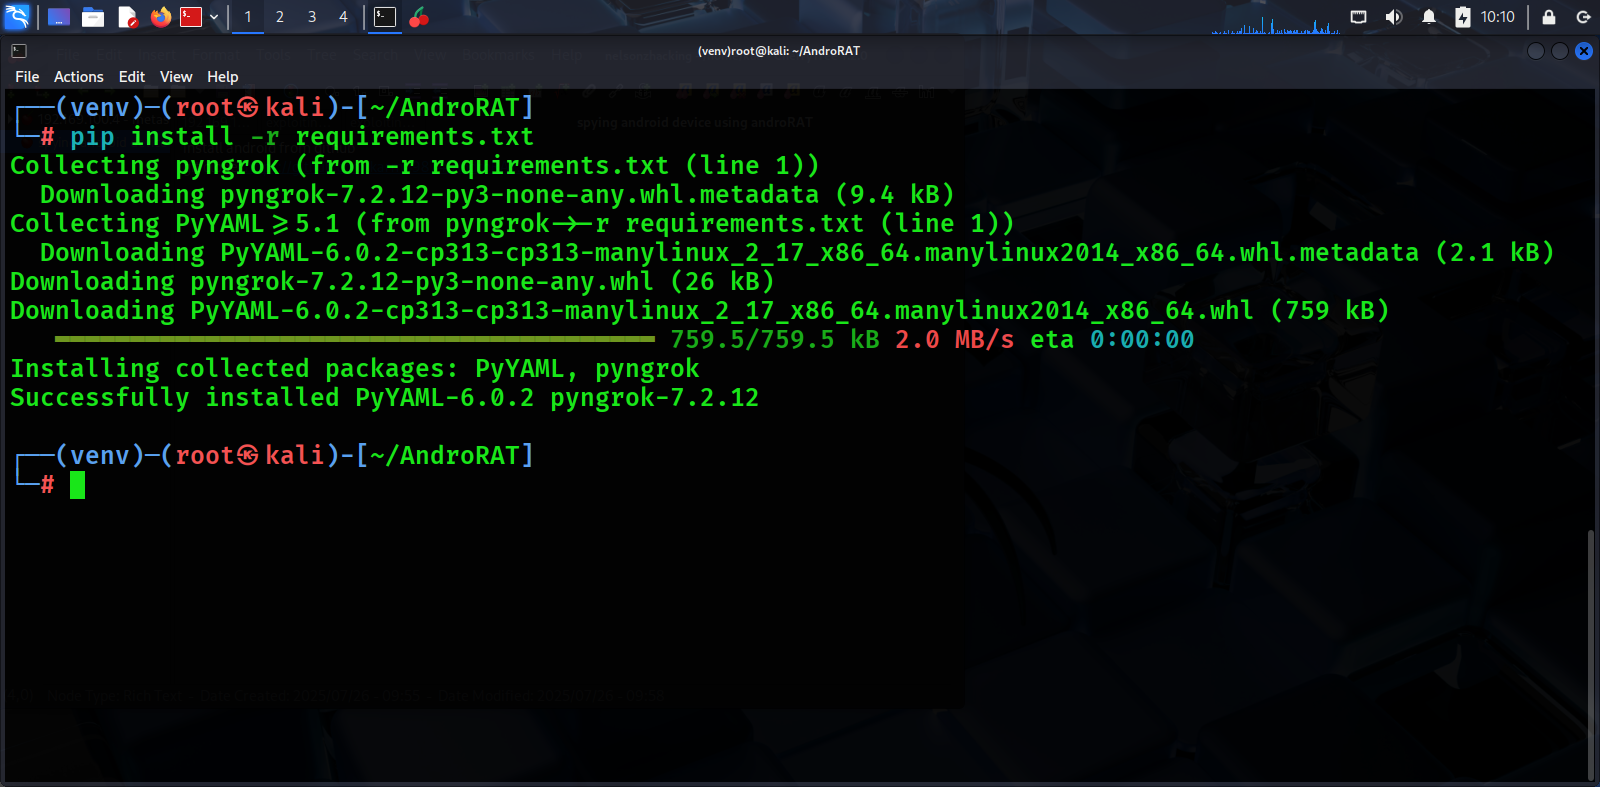 1 2 3 4 10:10
(venv)root@kali: ~/AndroRAT
File Actions Edit View Help
┌──(venv)─(root㉿kali)-[~/AndroRAT]
└─# pip install -r requirements.txt
spying android device using androRAT
Collecting pyngrok (from -r requirements.txt (line 1))
Downloading pyngrok-7.2.12-py3-none-any.whl.metadata (9.4 kB)
Collecting PyYAML>=5.1 (from pyngrok->-r requirements.txt (line 1))
Downloading PyYAML-6.0.2-cp313-cp313-manylinux_2_17_x86_64.manylinux2014_x86_64.whl.metadata (2.1 kB)
Downloading pyngrok-7.2.12-py3-none-any.whl (26 kB)
Downloading PyYAML-6.0.2-cp313-cp313-manylinux_2_17_x86_64.manylinux2014_x86_64.whl (759 kB)
759.5/759.5 kB 2.0 MB/s eta 0:00:00
Installing collected packages: PyYAML, pyngrok
Successfully installed PyYAML-6.0.2 pyngrok-7.2.12
┌──(venv)─(root㉿kali)-[~/AndroRAT]
└─#